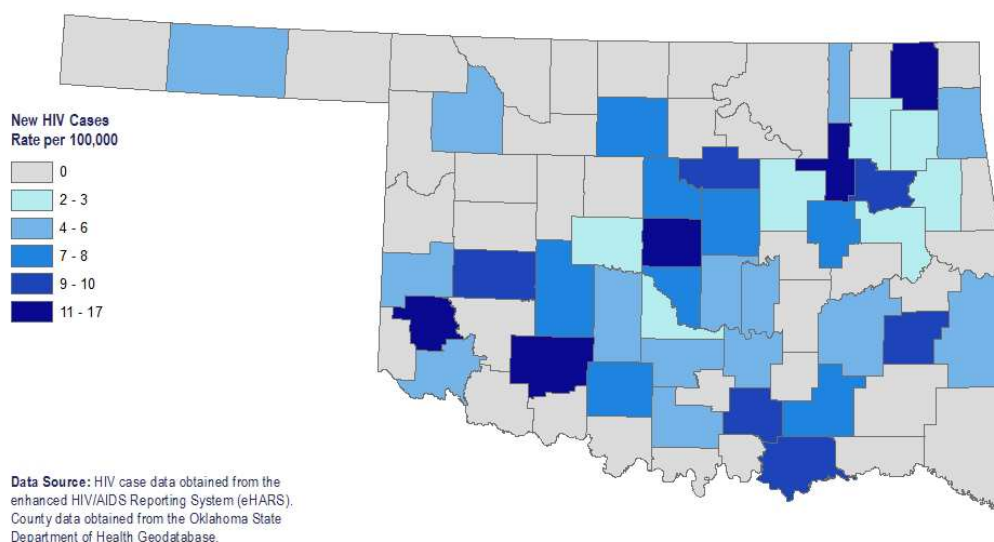 New HIV Cases
Rate per 100,000
0
2 - 3
4 - 6
7 - 8
9 - 10
11 - 17
Data Source: HIV case data obtained from the
enhanced HIV/AIDS Reporting System (eHARS).
County data obtained from the Oklahoma State
Department of Health Geodatabase.